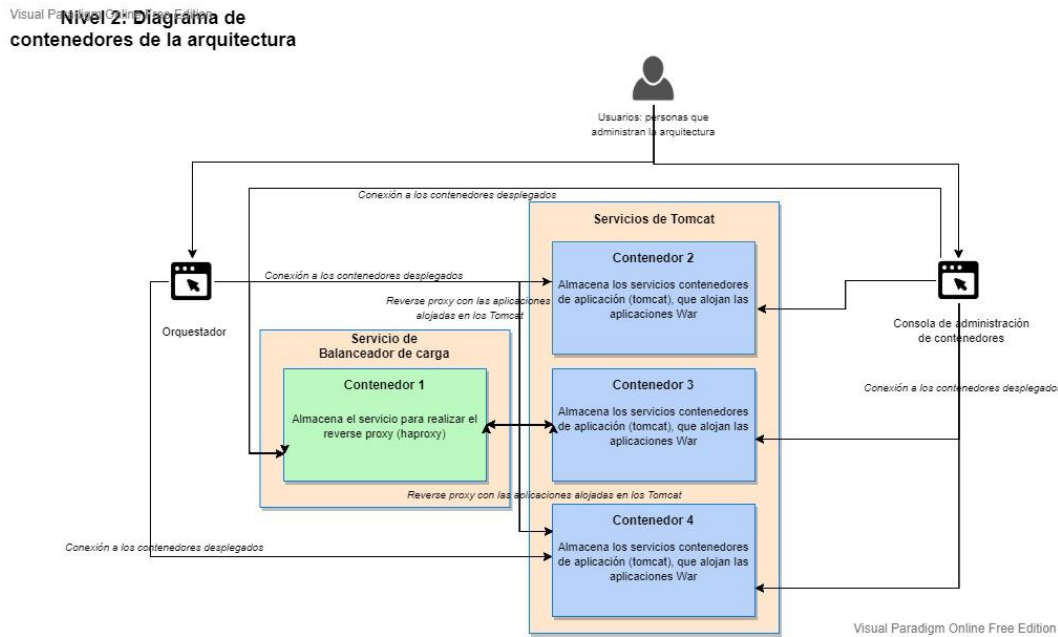 Visual Paradigm Online Free Edition
Nivel 2: Diagrama de
contenedores de la arquitectura
Usuarios: personas que
administran la arquitectura
Conexión a los contenedores desplegados
Servicios de Tomcat
Contenedor 2
Almacena los servicios contenedores
de aplicación (tomcat), que alojan las
aplicaciones War
Conexión a los contenedores desplegados
Reverse proxy con las aplicaciones
alojadas en los Tomcat
Orquestador
Consola de administración
de contenedores
Servicio de
Balanceador de carga
Contenedor 1
Almacena el servicio para realizar el
reverse proxy (haproxy)
Contenedor 3
Almacena los servicios contenedores
de aplicación (tomcat), que alojan las
aplicaciones War
Conexión a los contenedores desplegados
Reverse proxy con las aplicaciones alojadas en los Tomcat
Contenedor 4
Almacena los servicios contenedores
de aplicación (tomcat), que alojan las
aplicaciones War
Conexión a los contenedores desplegados
Visual Paradigm Online Free Edition